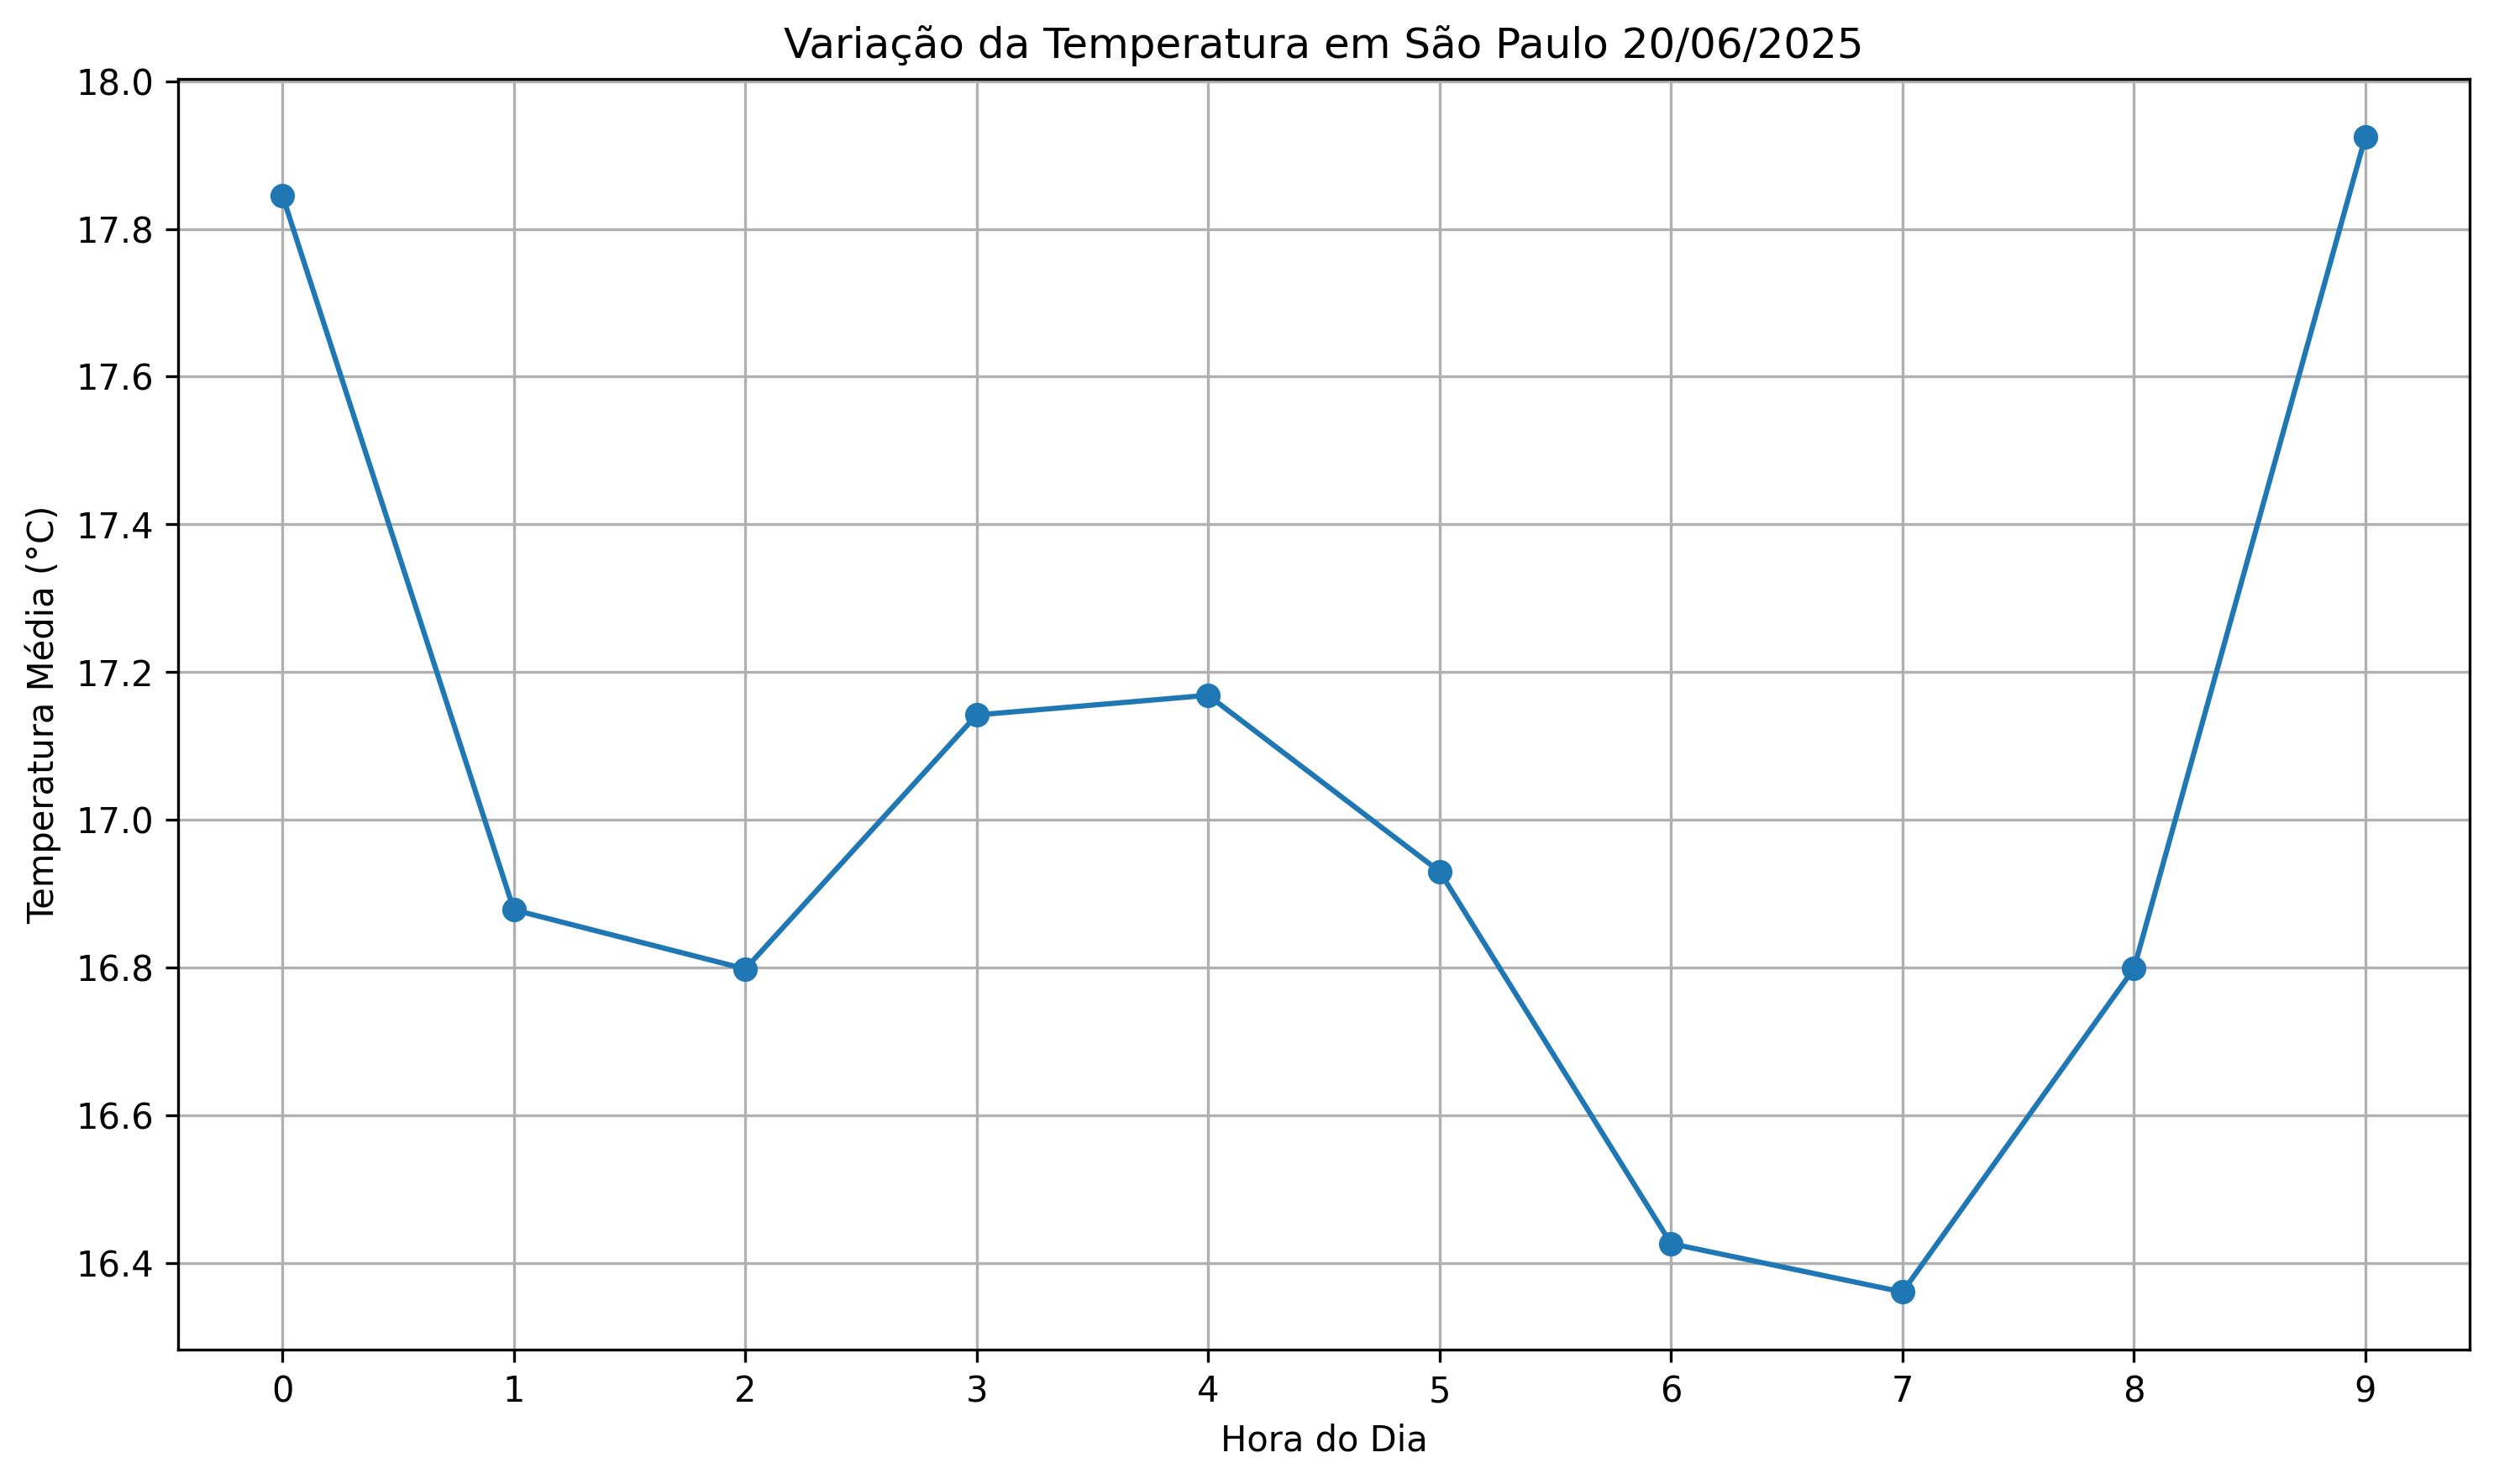 Variação da Temperatura em São Paulo 20/06/2025
Temperatura Média (°C)
18.0
17.8
17.6
17.4
17.2
17.0
16.8
16.6
16.4
0 1 2 3 4 5 6 7 8 9
Hora do Dia